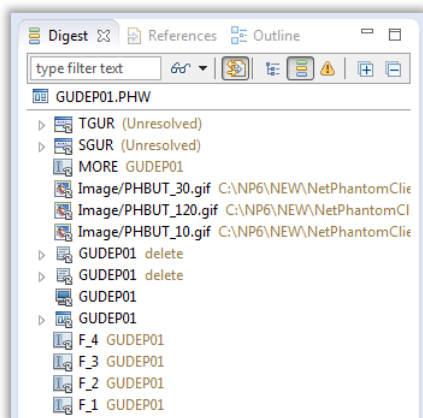 Digest References Outline
type filter text
GUDEP01.PHW
TGUR (Unresolved)
SGUR (Unresolved)
MORE GUDEP01
Image/PHBUT_30.gif C:\NP6\NEW\NetPhantomClie
Image/PHBUT_120.gif C:\NP6\NEW\NetPhantomCl
Image/PHBUT_10.gif C:\NP6\NEW\NetPhantomClie
GUDEP01 delete
GUDEP01 delete
GUDEP01
GUDEP01
F_4 GUDEP01
F_3 GUDEP01
F_2 GUDEP01
F_1 GUDEP01